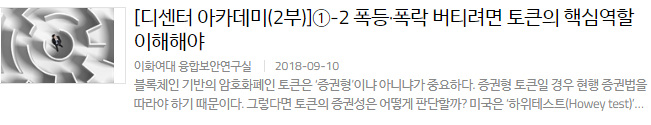 [디센터 아카데미(2부)]①-2 폭등·폭락 버티려면 토큰의 핵심역할
이해해야
이화여대 융합보안연구실 | 2018-09-10
블록체인 기반의 암호화폐인 토큰은 ‘증권형’이냐 아니냐가 중요하다. 증권형 토큰일 경우 현행 증권법을
따라야 하기 때문이다. 그렇다면 토큰의 증권성은 어떻게 판단할까? 미국은 ‘하위테스트(Howey test)’...